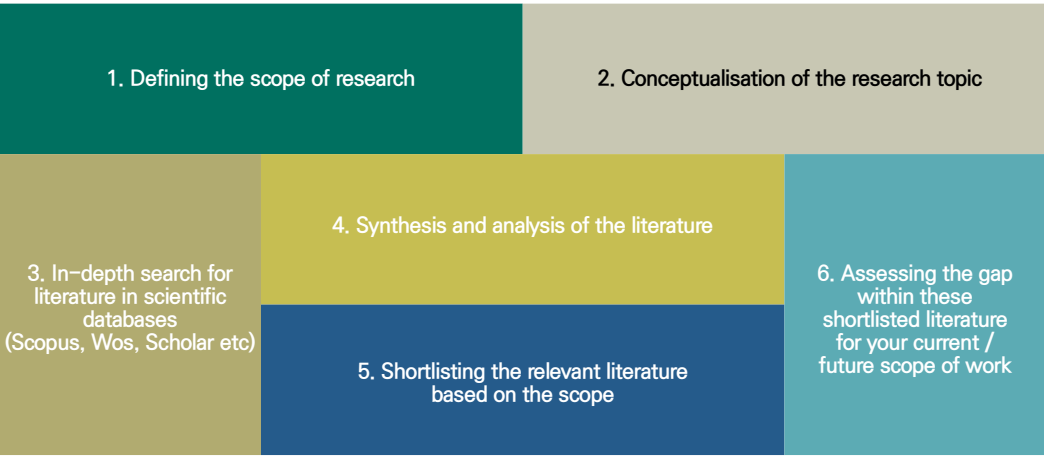 1. Defining the scope of research
2. Conceptualisation of the research topic
3. In-depth search for
literature in scientific
databases
(Scopus, Wos, Scholar etc)
4. Synthesis and analysis of the literature
5. Shortlisting the relevant literature
based on the scope
6. Assessing the gap
within these
shortlisted literature
for your current /
future scope of work